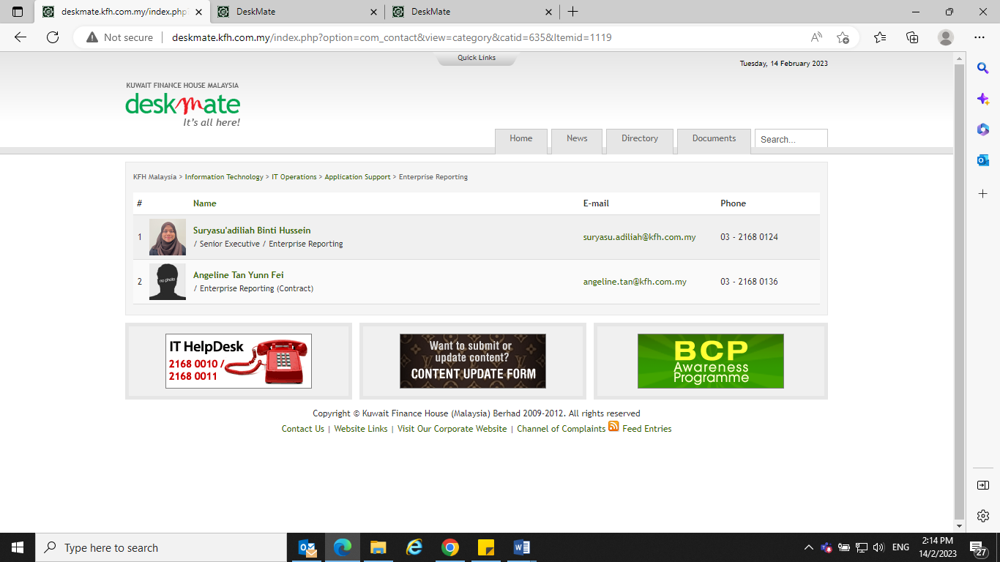 deskmate.kfh.com.my/index.php?
DeskMate
DeskMate
Not secure
deskmate.kfh.com.my/index.php?option=com_contact&view=category&catid=635&Itemid=1119
Quick Links
Tuesday, 14 February 2023
KUWAIT FINANCE HOUSE MALAYSIA
deskmate
It's all here!
Home News Directory Documents Search...
KFH Malaysia > Information Technology > IT Operations > Application Support > Enterprise Reporting
# Name E-mail Phone
1 Suryasu'adiliah Binti Hussein
/ Senior Executive / Enterprise Reporting
suryasu.adiliah@kfh.com.my 03 - 2168 0124
2 no photo Angeline Tan Yunn Fei
/ Enterprise Reporting (Contract)
angeline.tan@kfh.com.my 03 - 2168 0136
IT HelpDesk
2168 0010 /
2168 0011
Want to submit or
update content?
CONTENT UPDATE FORM
BCP
Awareness
Programme
Copyright © Kuwait Finance House (Malaysia) Berhad 2009-2012. All rights reserved
Contact Us | Website Links | Visit Our Corporate Website | Channel of Complaints Feed Entries
Type here to search
ENG
2:14 PM
14/2/2023
27